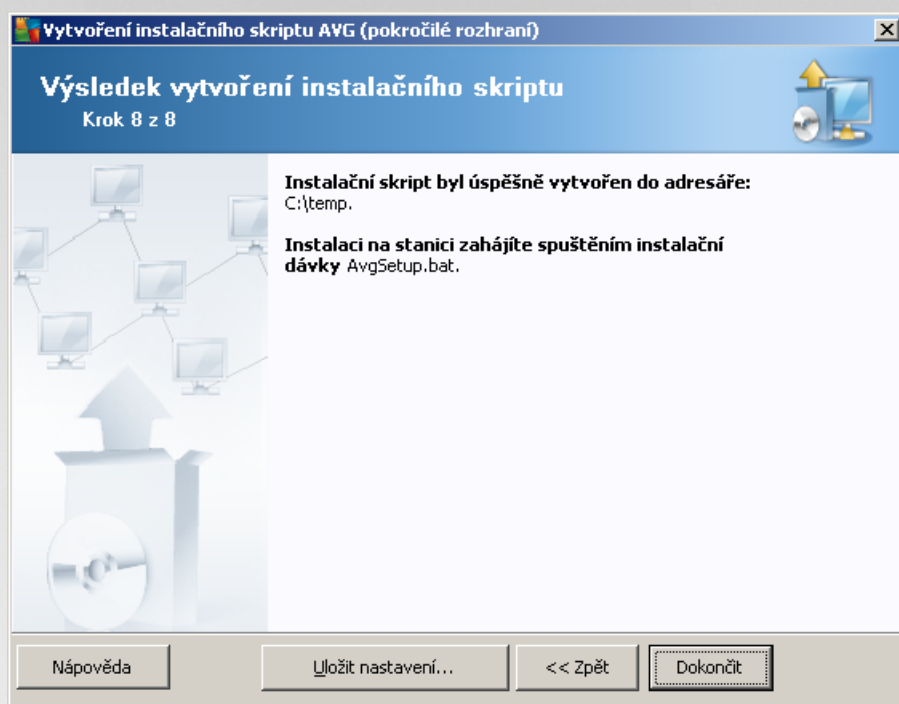 Vytvoření instalačního skriptu AVG (pokročilé rozhraní)
Výsledek vytvoření instalačního skriptu
Krok 8 z 8
Instalační skript byl úspěšně vytvořen do adresáře:
C:\temp.
Instalaci na stanici zahájíte spuštěním instalační
dávky AvgSetup.bat.
Nápověda
Uložit nastavení...
<< Zpět
Dokončit